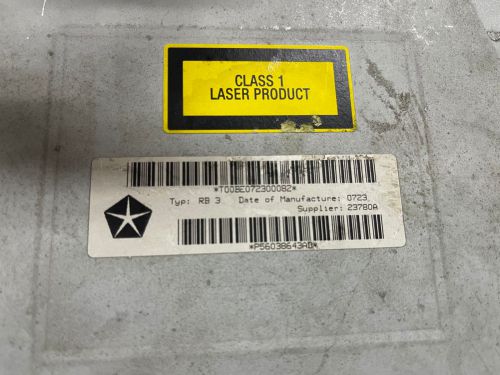 CLASS 1
LASER PRODUCT
*T00BE072300082*
Typ: RB 3 Date of Manufacture: 0723
Supplier: 23780A
*P56038643AD*